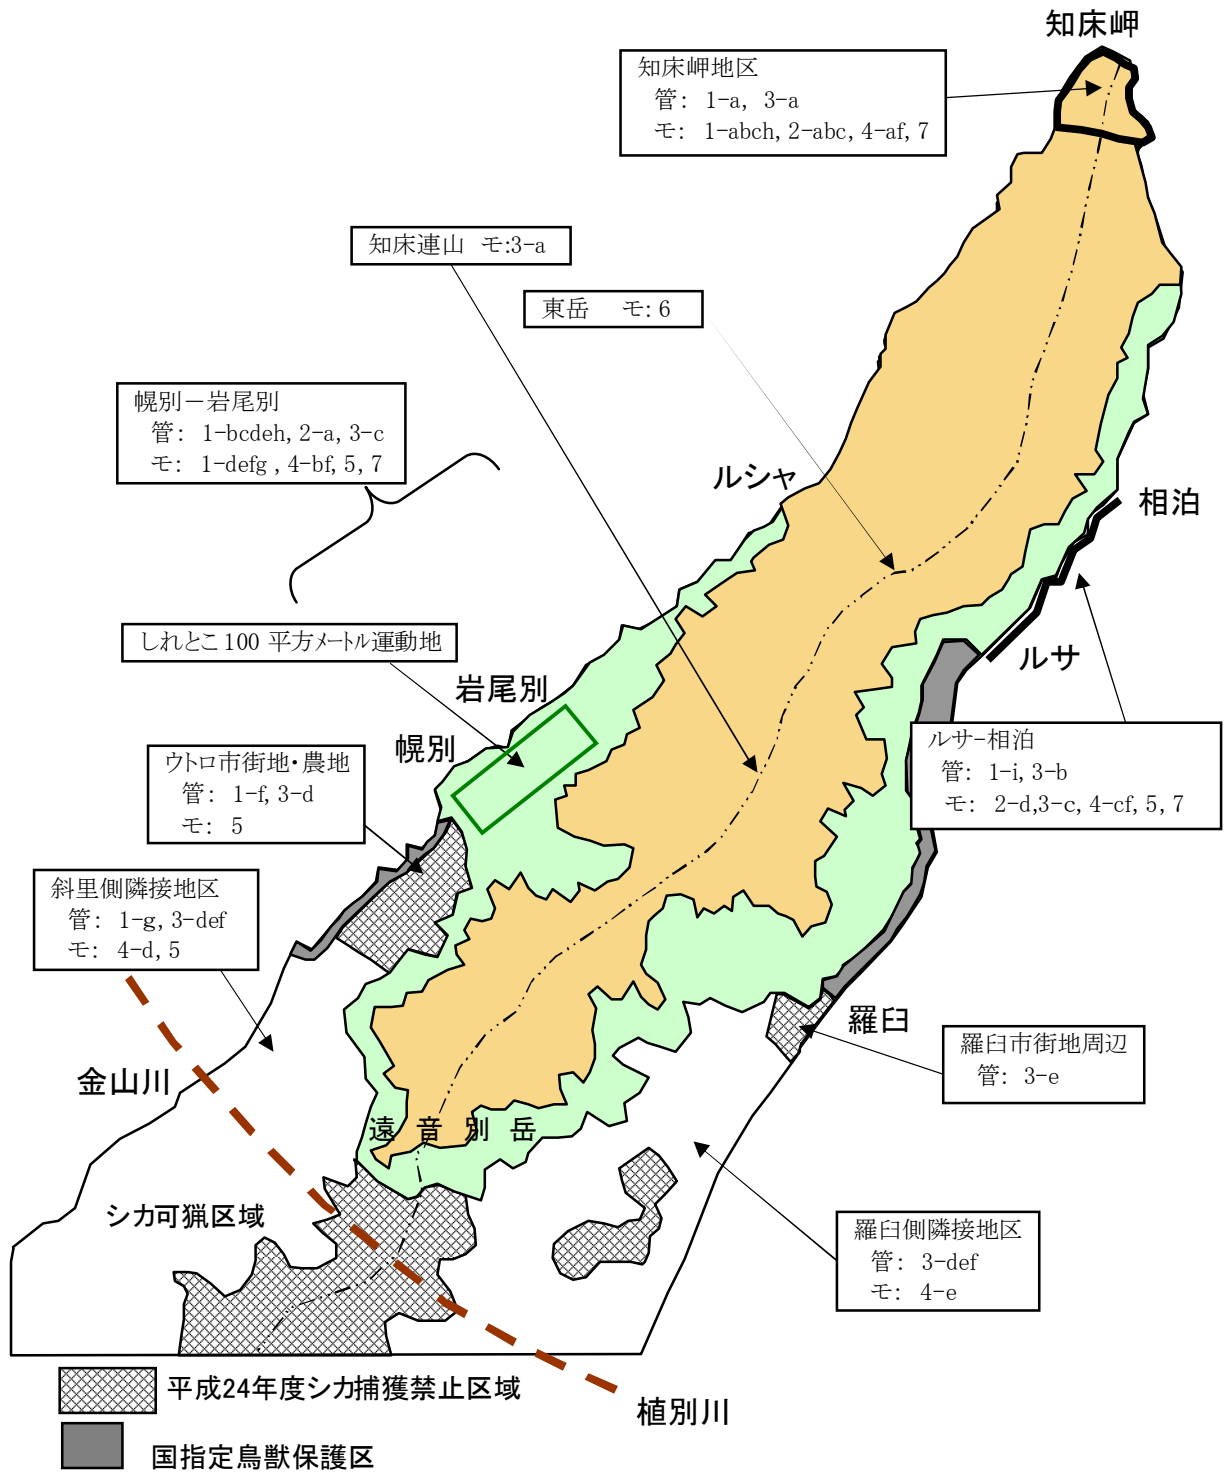 知床岬
知床岬地区
管: 1-a, 3-a
モ: 1-abch, 2-abc, 4-af, 7
知床連山 モ:3-a
東岳 モ: 6
幌別ー岩尾別
管: 1-bcdeh, 2-a, 3-c
モ: 1-defg , 4-bf, 5, 7
ルシャ
相泊
しれとこ 100 平方メートル運動地
ルサ
岩尾別
幌別
ルサ-相泊
管: 1-i, 3-b
モ: 2-d,3-c, 4-cf, 5, 7
ウトロ市街地・農地
管: 1-f, 3-d
モ: 5
斜里側隣接地区
管: 1-g, 3-def
モ: 4-d, 5
羅臼
羅臼市街地周辺
管: 3-e
金山川
遠音別岳
シカ可猟区域
羅臼側隣接地区
管: 3-def
モ: 4-e
平成24年度シカ捕獲禁止区域
植別川
国指定鳥獣保護区